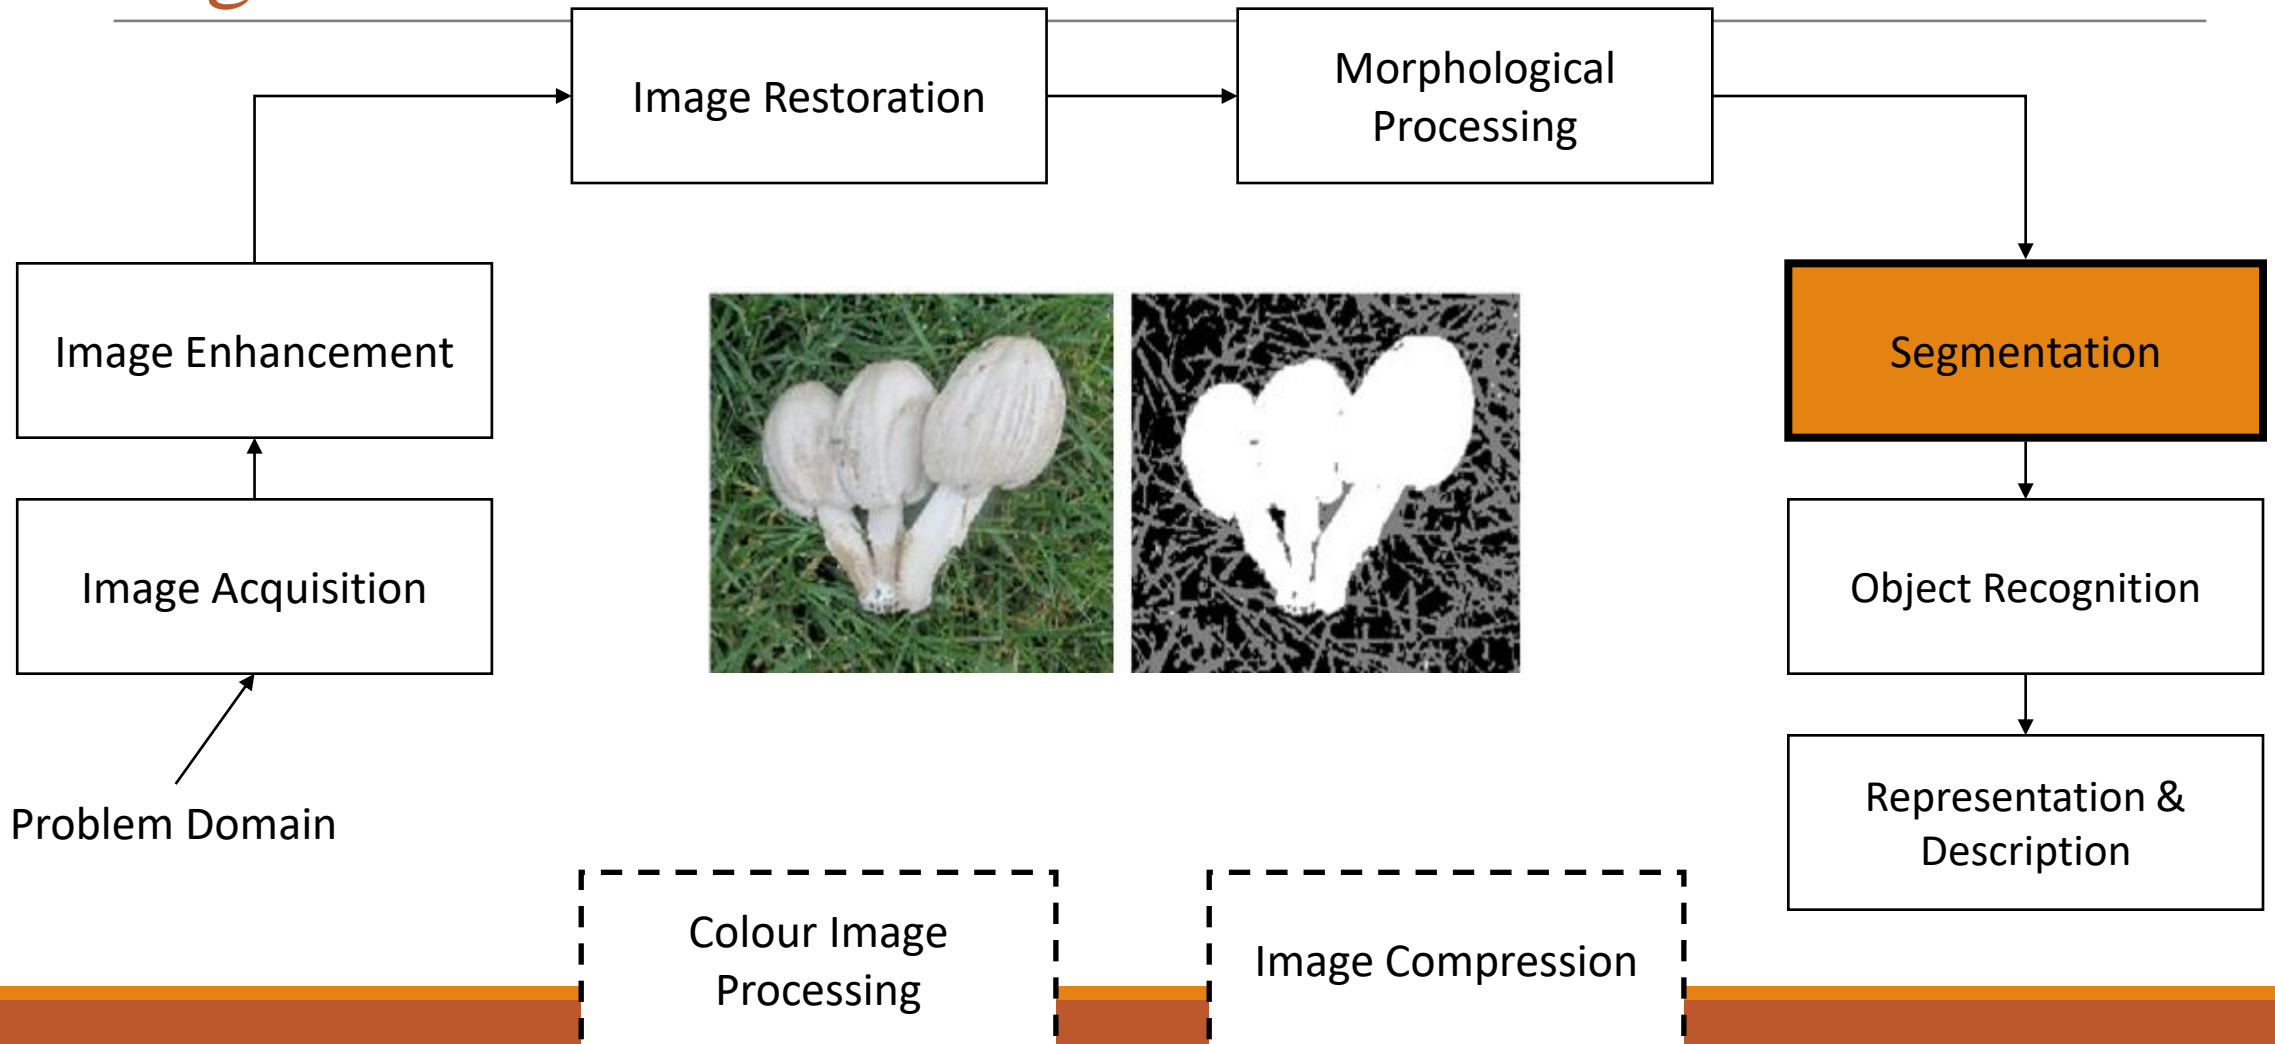 Image Restoration
Morphological
Processing
Image Enhancement
Segmentation
Image Acquisition
Object Recognition
Problem Domain
Representation &
Description
Colour Image
Processing
Image Compression